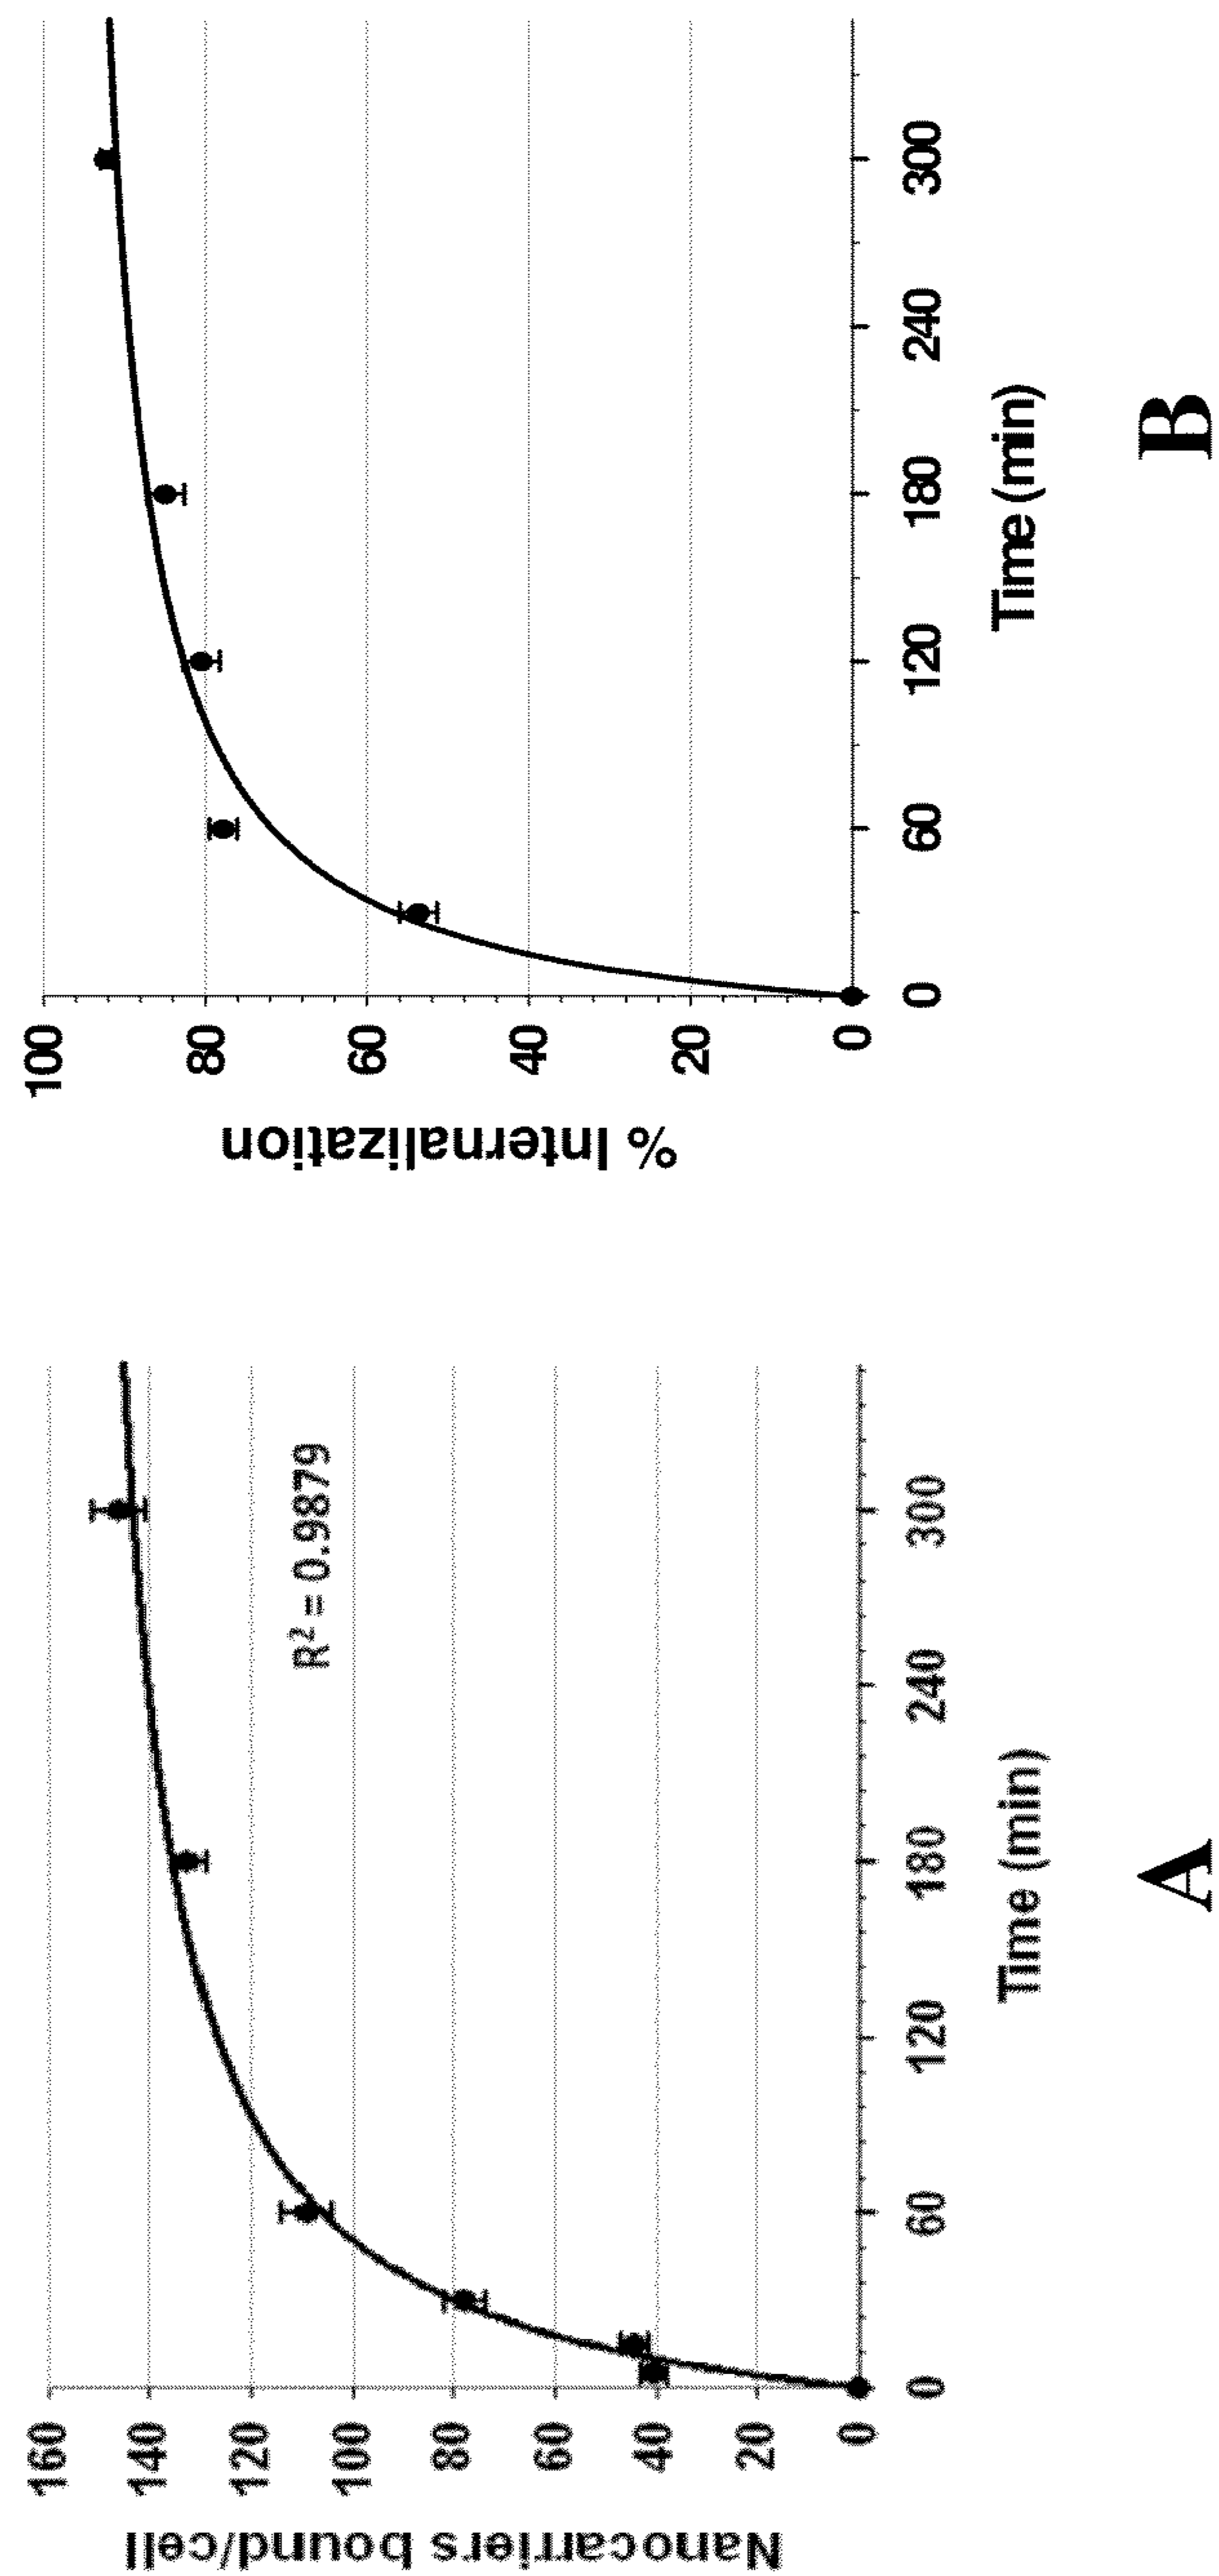 Nanocarriers bound/cell
160
140
120
100
80
60
40
20
0
R² = 0.9879
0 60 120 180 240 300
Time (min)
A
% Internalization
100
80
60
40
20
0
0 60 120 180 240 300
Time (min)
B